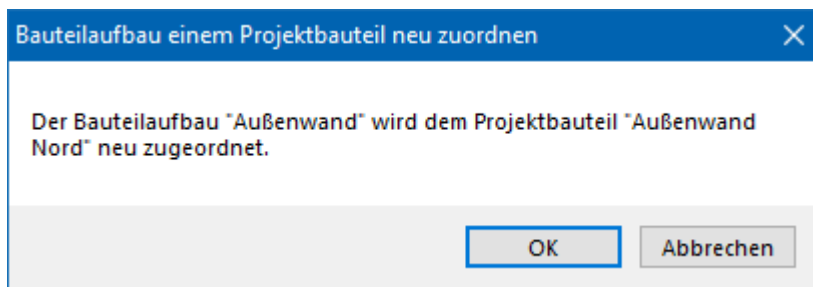 Bauteilaufbau einem Projektbauteil neu zuordnen
Der Bauteilaufbau "Außenwand" wird dem Projektbauteil "Außenwand
Nord" neu zugeordnet.
OK
Abbrechen